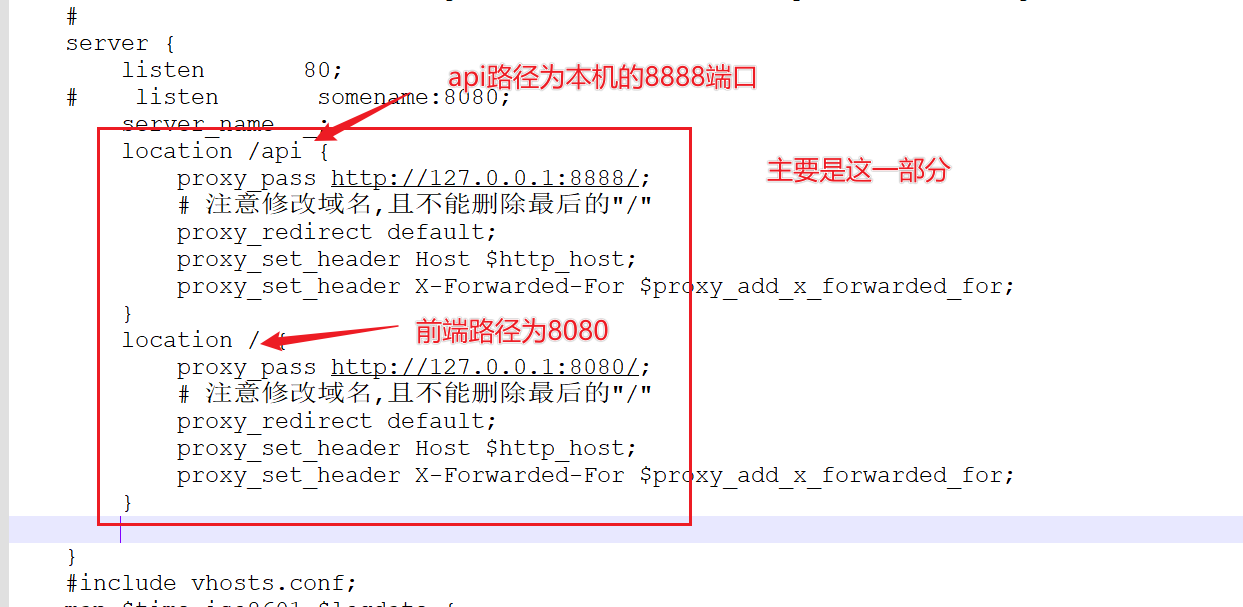 #
server {
listen 80;
api路径为本机的8888端口
# listen somename:8080;
server_name _;
location /api {
proxy_pass http://127.0.0.1:8888/;
主要是这一部分
# 注意修改域名,且不能删除最后的"/"
proxy_redirect default;
proxy_set_header Host $http_host;
proxy_set_header X-Forwarded-For $proxy_add_x_forwarded_for;
}
location / {
前端路径为8080
proxy_pass http://127.0.0.1:8080/;
# 注意修改域名,且不能删除最后的"/"
proxy_redirect default;
proxy_set_header Host $http_host;
proxy_set_header X-Forwarded-For $proxy_add_x_forwarded_for;
}
}
#include vhosts.conf;